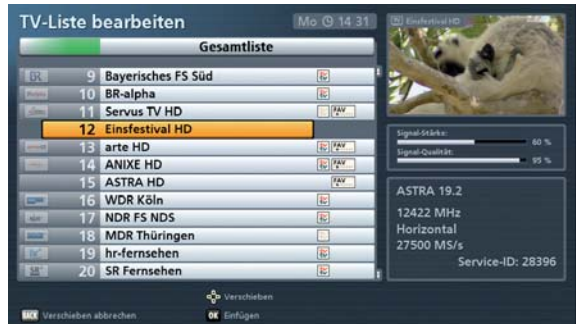 TV-Liste bearbeiten
Mo 14 31
Einsfestival HD
Gesamtliste
BR 9 Bayerisches FS Süd
10 BR-alpha
11 Servus TV HD FAV
12 Einsfestival HD
13 arte HD FAV
14 ANIXE HD FAV
15 ASTRA HD FAV
16 WDR Köln
17 NDR FS NDS
18 MDR Thüringen
19 hr-fernsehen
SR 20 SR Fernsehen
Signal-Stärke:
60 %
Signal-Qualität:
95 %
ASTRA 19.2
12422 MHz
Horizontal
27500 MS/s
Service-ID: 28396
Verschieben
BACK Verschieben abbrechen
OK Einfügen